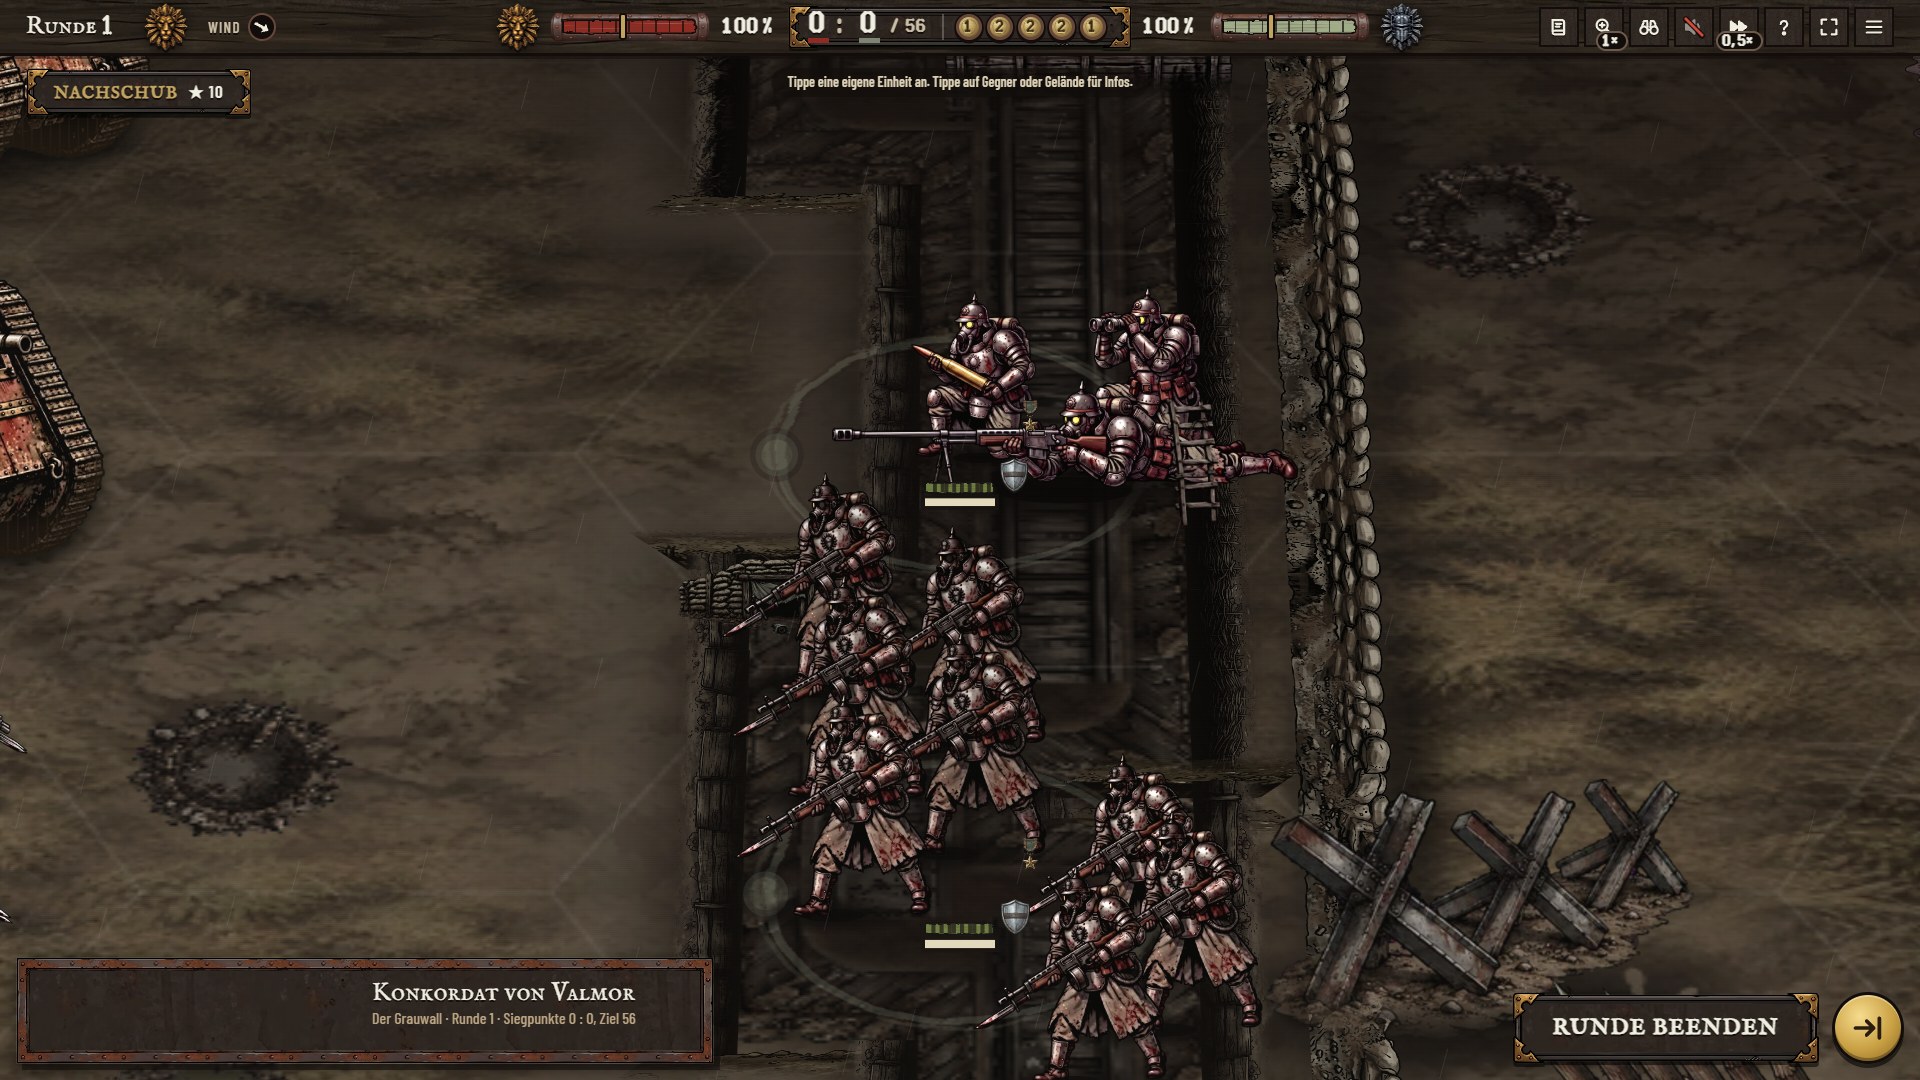 Runde 1
WIND
100 %
0 : 0 / 56
1 2 2 2 1
100 %
1×
0,5×
?
NACHSCHUB ★ 10
Tippe eine eigene Einheit an. Tippe auf Gegner oder Gelände für Infos.
Konkordat von Valmor
Der Grauwall · Runde 1 · Siegpunkte 0 : 0, Ziel 56
RUNDE BEENDEN